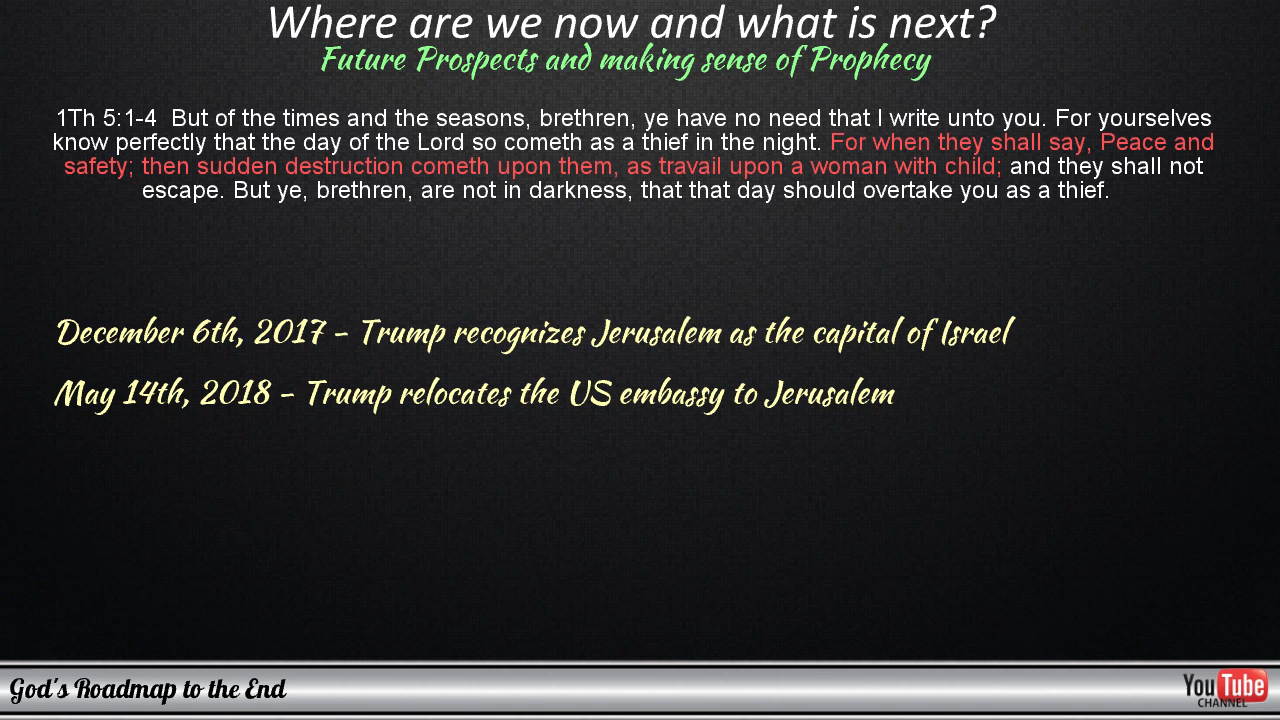 Where are we now and what is next?
Future Prospects and making sense of Prophecy
1Th 5:1-4  But of the times and the seasons, brethren, ye have no need that I write unto you. For yourselves
know perfectly that the day of the Lord so cometh as a thief in the night. For when they shall say, Peace and
safety; then sudden destruction cometh upon them, as travail upon a woman with child; and they shall not
escape. But ye, brethren, are not in darkness, that that day should overtake you as a thief.
December 6th, 2017 - Trump recognizes Jerusalem as the capital of Israel
May 14th, 2018 - Trump relocates the US embassy to Jerusalem
God's Roadmap to the End
YouTube
CHANNEL